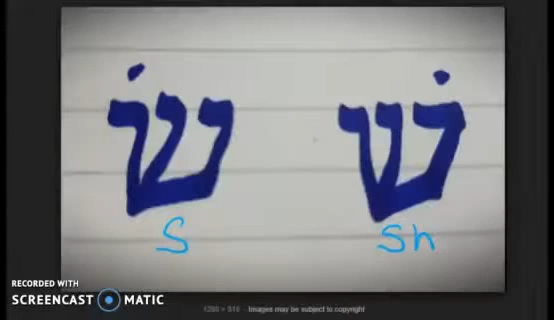 שׂ שׁ
S Sh
RECORDED WITH
SCREENCAST MATIC
Images may be subject to copyright